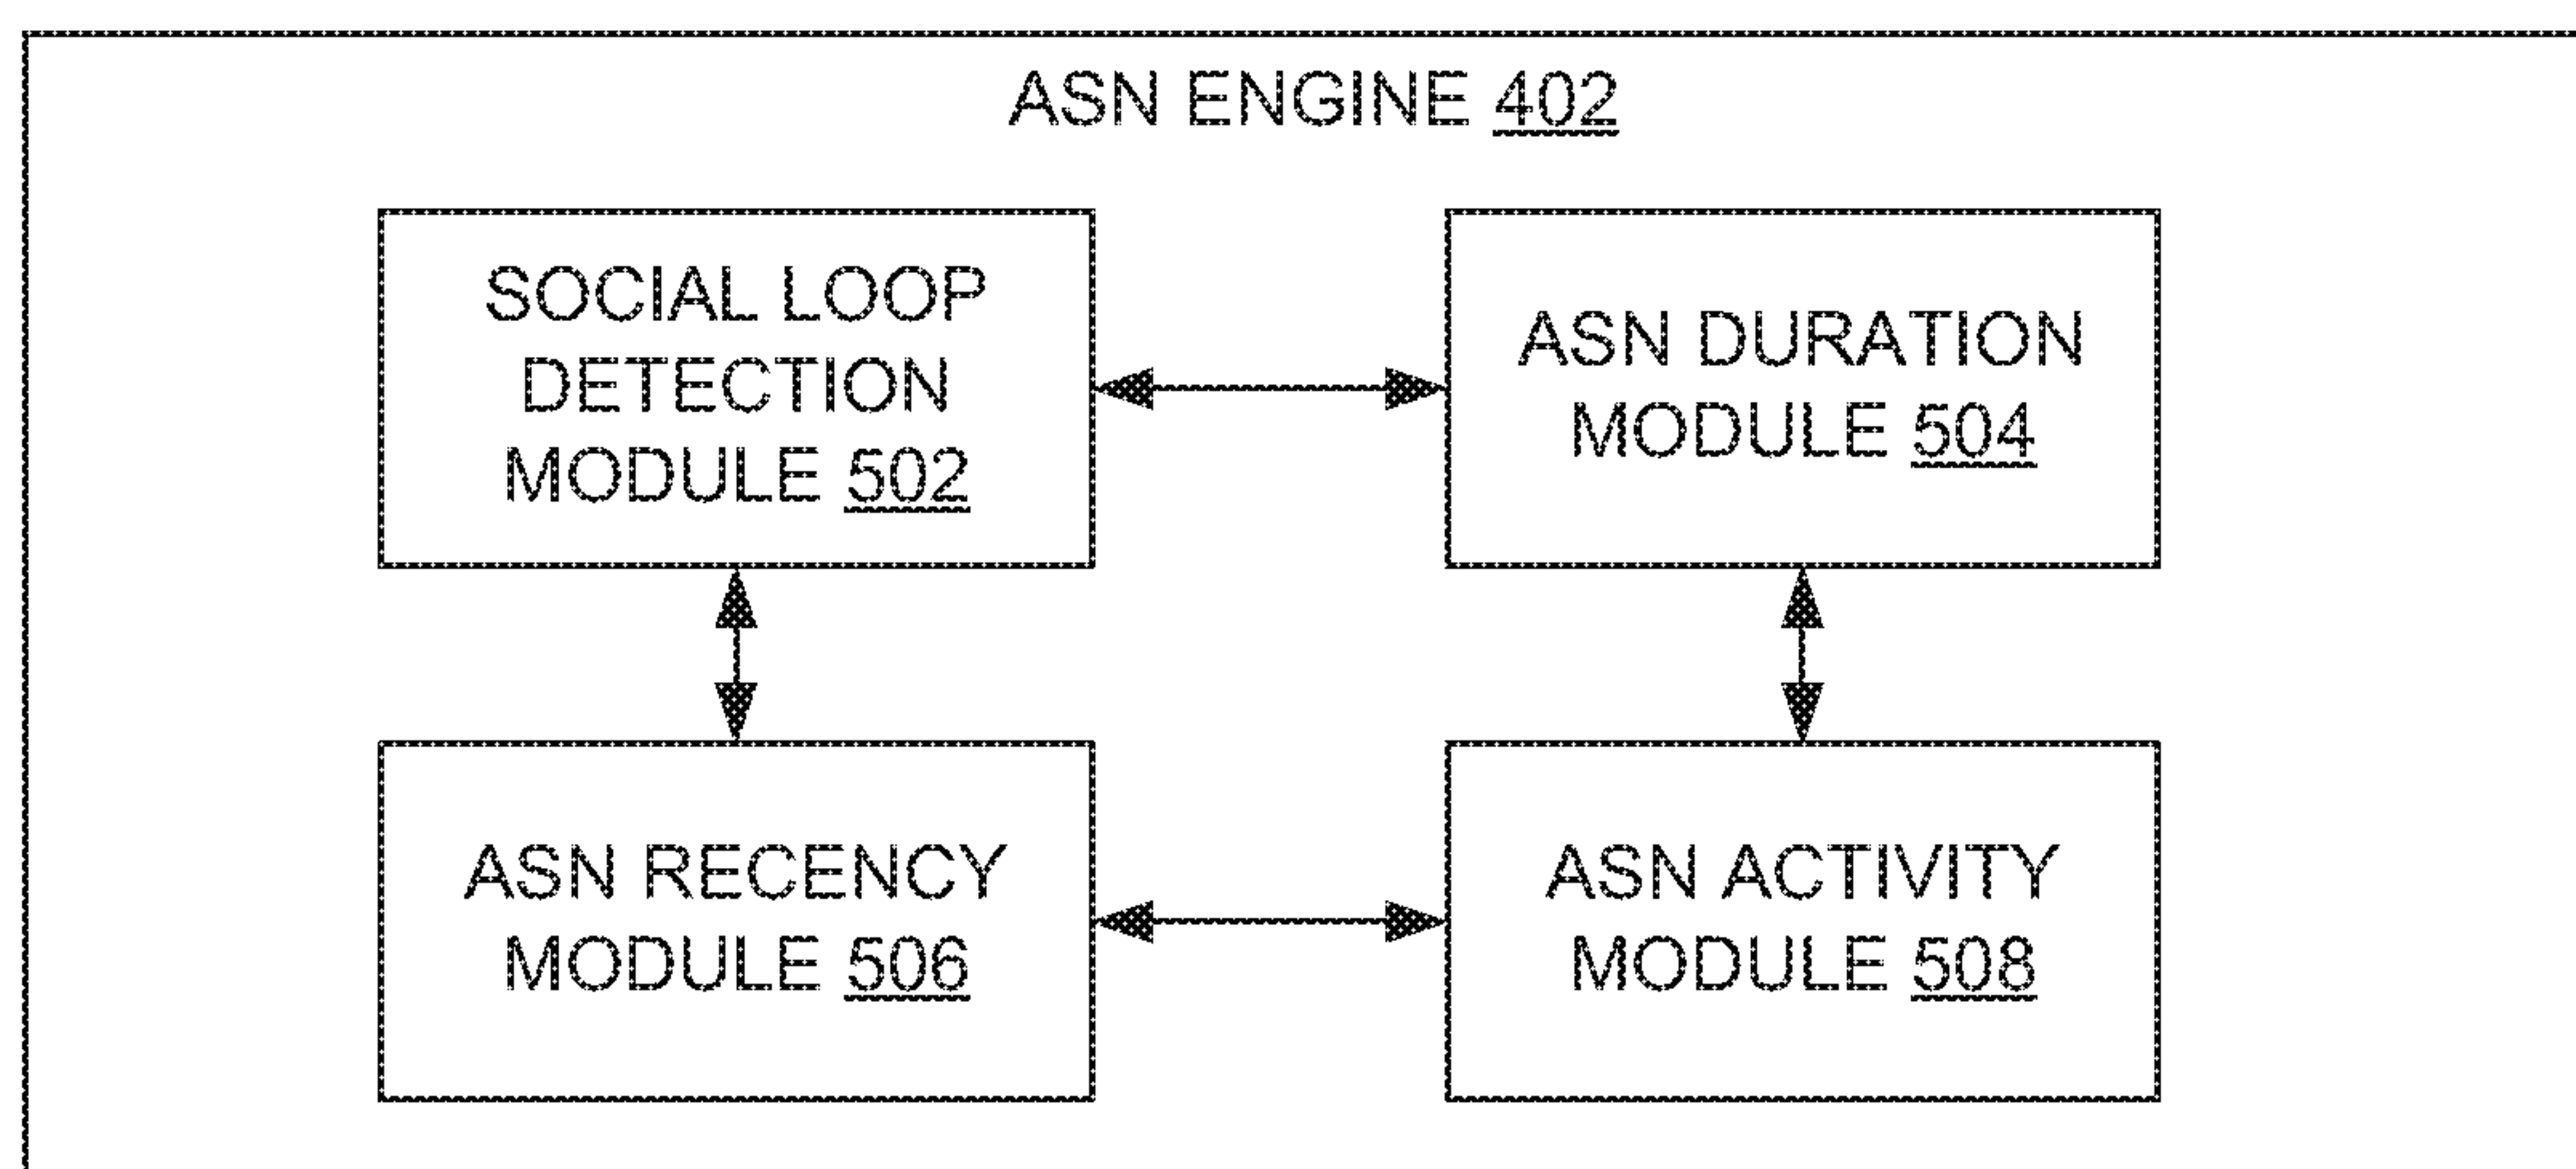 ASN ENGINE 402
SOCIAL LOOP
DETECTION
MODULE 502
ASN DURATION
MODULE 504
ASN RECENCY
MODULE 506
ASN ACTIVITY
MODULE 508